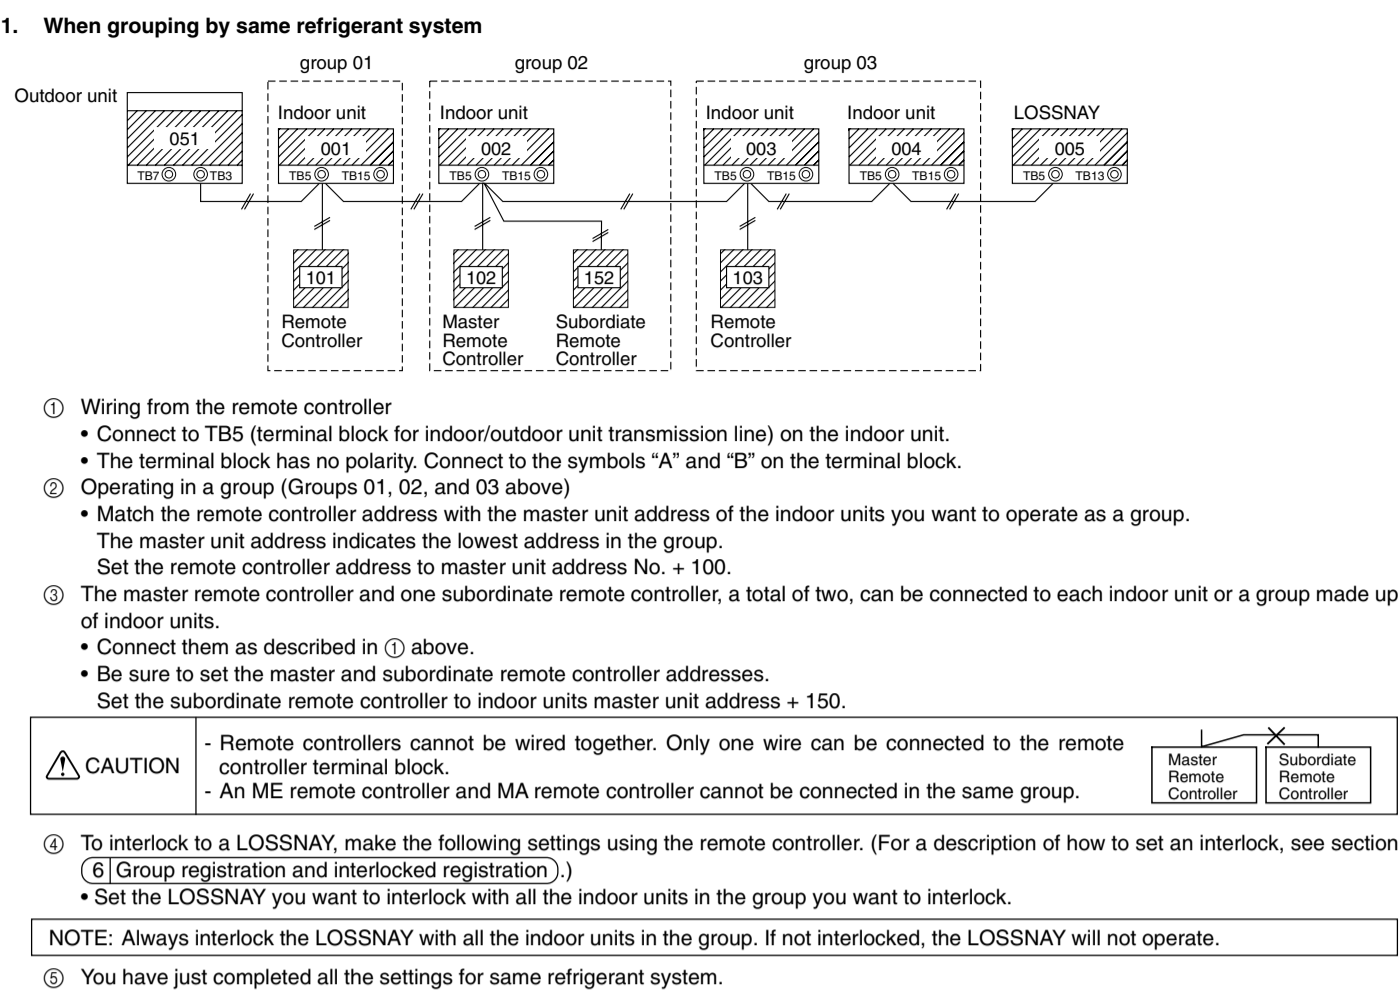 1. When grouping by same refrigerant system
group 01 group 02 group 03
Outdoor unit
Indoor unit Indoor unit Indoor unit Indoor unit LOSSNAY
051 001 002 003 004 005
TB7 TB3 TB5 TB15 TB5 TB15 TB5 TB15 TB5 TB15 TB5 TB13
101 102 152 103
Remote Master Subordiate Remote
Controller Remote Remote Controller
Controller Controller
① Wiring from the remote controller
• Connect to TB5 (terminal block for indoor/outdoor unit transmission line) on the indoor unit.
• The terminal block has no polarity. Connect to the symbols “A” and “B” on the terminal block.
② Operating in a group (Groups 01, 02, and 03 above)
• Match the remote controller address with the master unit address of the indoor units you want to operate as a group.
The master unit address indicates the lowest address in the group.
Set the remote controller address to master unit address No. + 100.
③ The master remote controller and one subordinate remote controller, a total of two, can be connected to each indoor unit or a group made up
of indoor units.
• Connect them as described in ① above.
• Be sure to set the master and subordinate remote controller addresses.
Set the subordinate remote controller to indoor units master unit address + 150.
CAUTION
- Remote controllers cannot be wired together. Only one wire can be connected to the remote
controller terminal block.
- An ME remote controller and MA remote controller cannot be connected in the same group.
Master Subordiate
Remote Remote
Controller Controller
④ To interlock to a LOSSNAY, make the following settings using the remote controller. (For a description of how to set an interlock, see section
6 Group registration and interlocked registration ).)
• Set the LOSSNAY you want to interlock with all the indoor units in the group you want to interlock.
NOTE: Always interlock the LOSSNAY with all the indoor units in the group. If not interlocked, the LOSSNAY will not operate.
⑤ You have just completed all the settings for same refrigerant system.